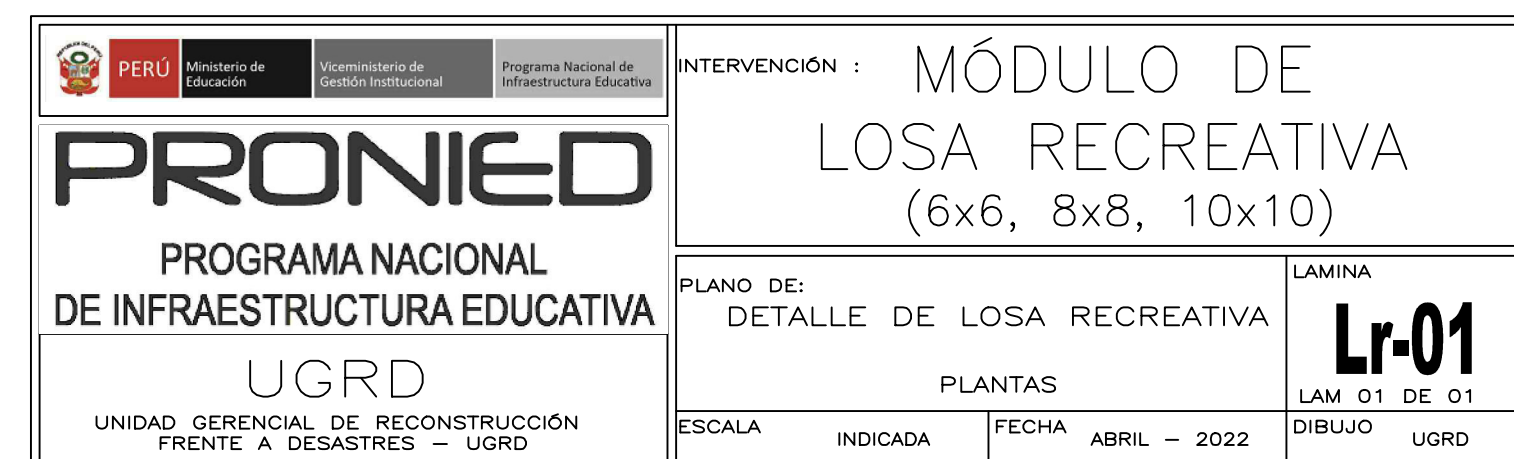 PERÚ
Ministerio de
Educación
Viceministerio de
Gestión Institucional
Programa Nacional de
Infraestructura Educativa
PRONIED
PROGRAMA NACIONAL
DE INFRAESTRUCTURA EDUCATIVA
UGRD
UNIDAD GERENCIAL DE RECONSTRUCCIÓN
FRENTE A DESASTRES – UGRD
INTERVENCIÓN : MÓDULO DE
LOSA RECREATIVA
(6x6, 8x8, 10x10)
PLANO DE:
DETALLE DE LOSA RECREATIVA
PLANTAS
LAMINA
Lr-01
LAM 01 DE 01
ESCALA INDICADA
FECHA ABRIL – 2022
DIBUJO UGRD